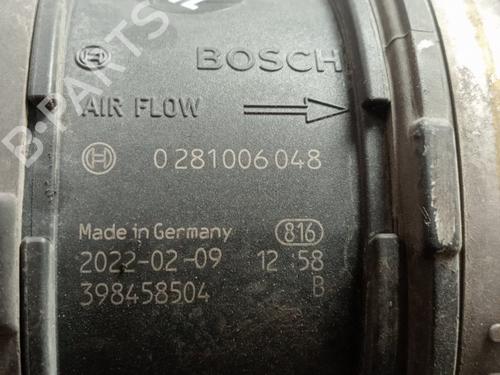 BOSCH
AIR FLOW
0 281 006 048
Made in Germany 816
2022-02-09 12 58
398458504 B
B-PARTS